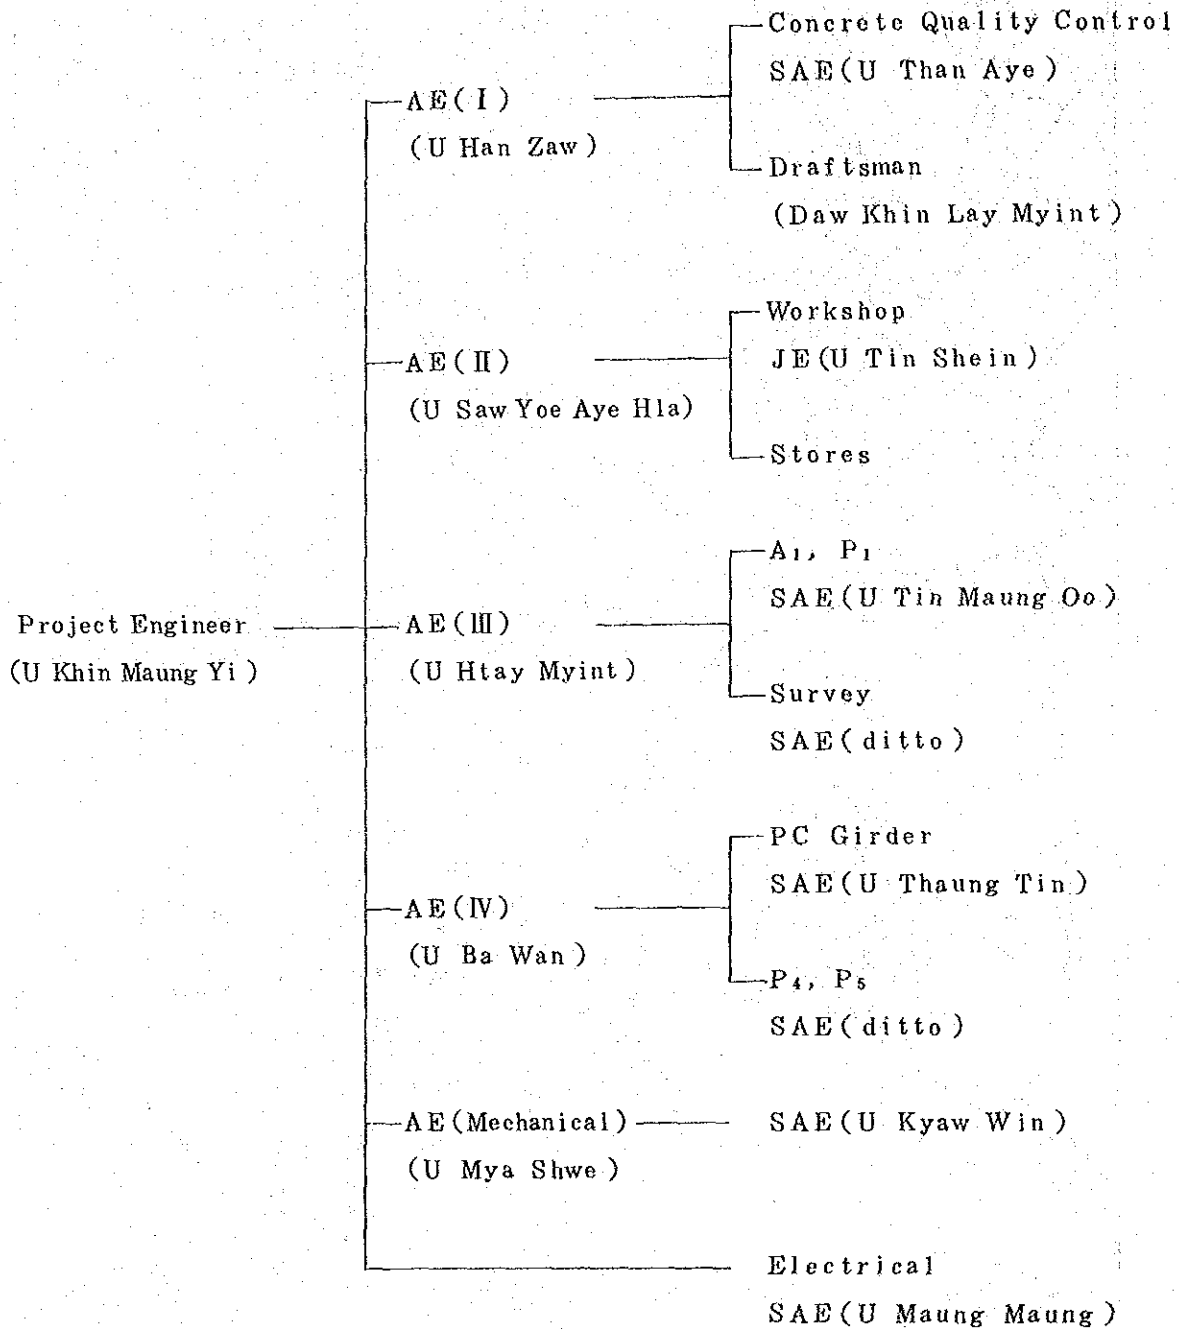 Concrete Quality Control
SAE(U Than Aye)
AE(Ⅰ)
(U Han Zaw)
Draftsman
(Daw Khin Lay Myint)
Workshop
JE(U Tin Shein)
AE(Ⅱ)
(U Saw Yoe Aye Hla)
Stores
A₁, P₁
SAE(U Tin Maung Oo)
Project Engineer
(U Khin Maung Yi)
AE(Ⅲ)
(U Htay Myint)
Survey
SAE(ditto)
PC Girder
SAE(U Thaung Tin)
AE(Ⅳ)
(U Ba Wan)
P₄, P₅
SAE(ditto)
AE(Mechanical)
(U Mya Shwe)
SAE(U Kyaw Win)
Electrical
SAE(U Maung Maung)